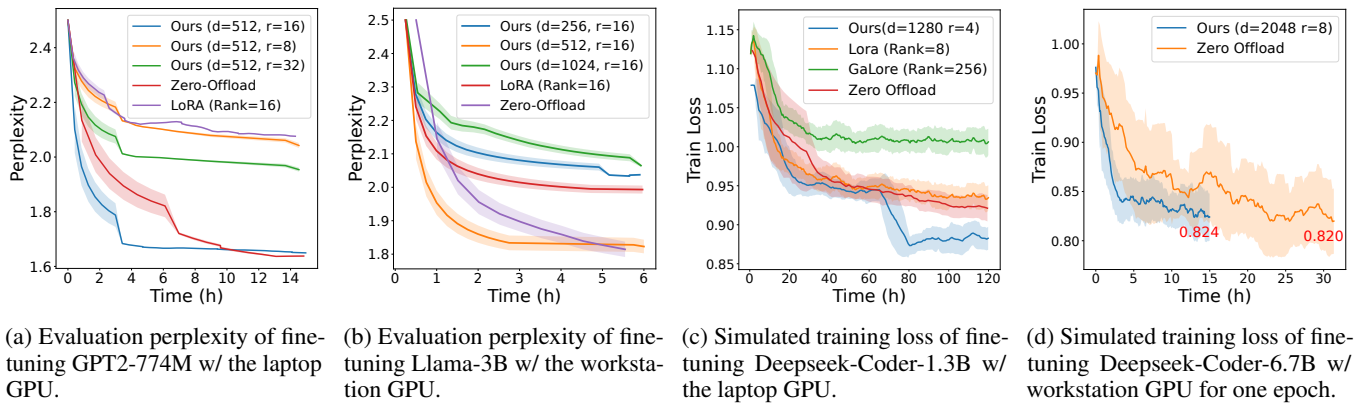 2.4
2.2
2.0
1.8
1.6
Perplexity
0 2 4 6 8 10 12 14
Time (h)
Ours (d=512, r=16)
Ours (d=512, r=8)
Ours (d=512, r=32)
Zero-Offload
LoRA (Rank=16)
2.5
2.4
2.3
2.2
2.1
2.0
1.9
1.8
Perplexity
0 1 2 3 4 5 6
Time (h)
Ours (d=256, r=16)
Ours (d=512, r=16)
Ours (d=1024, r=16)
LoRA (Rank=16)
Zero-Offload
1.15
1.10
1.05
1.00
0.95
0.90
0.85
Train Loss
0 20 40 60 80 100 120
Time (h)
Ours(d=1280 r=4)
Lora (Rank=8)
GaLore (Rank=256)
Zero Offload
1.00
0.95
0.90
0.85
0.80
Train Loss
0 5 10 15 20 25 30
Time (h)
Ours (d=2048 r=8)
Zero Offload
0.824
0.820
(a) Evaluation perplexity of fine-
tuning GPT2-774M w/ the laptop
GPU.
(b) Evaluation perplexity of fine-
tuning Llama-3B w/ the worksta-
tion GPU.
(c) Simulated training loss of fine-
tuning Deepseek-Coder-1.3B w/
the laptop GPU.
(d) Simulated training loss of fine-
tuning Deepseek-Coder-6.7B w/
workstation GPU for one epoch.